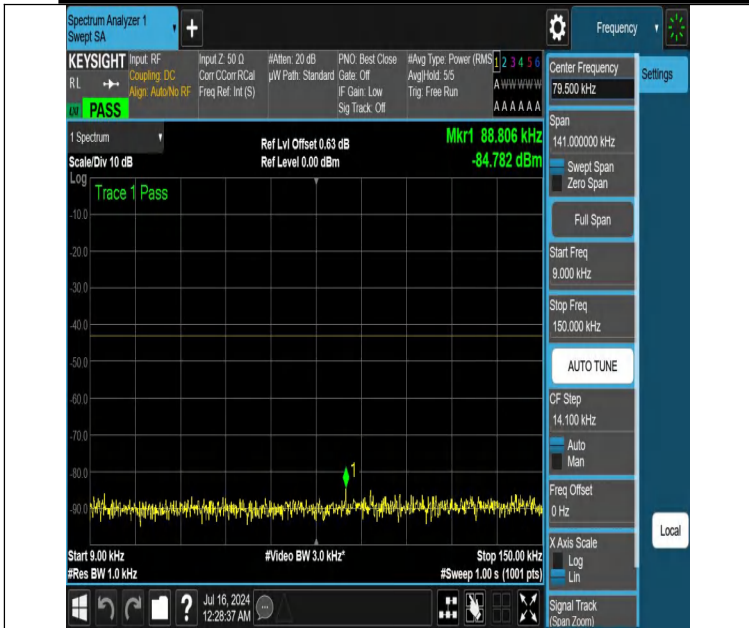 Spectrum Analyzer 1
Swept SA
+
Frequency
KEYSIGHT
RL
LXI
PASS
Input: RF
Coupling: DC
Align: Auto/No RF
Input Z: 50 Ω
Corr CCorr RCal
Freq Ref: Int (S)
#Atten: 20 dB
µW Path: Standard
PNO: Best Close
Gate: Off
IF Gain: Low
Sig Track: Off
#Avg Type: Power (RMS
Avg|Hold: 5/5
Trig: Free Run
1 2 3 4 5 6
A W W W W W
A A A A A A
1 Spectrum
Scale/Div 10 dB
Ref Lvl Offset 0.63 dB
Ref Level 0.00 dBm
Mkr1 88.806 kHz
-84.782 dBm
Log
Trace 1 Pass
-10.0
-20.0
-30.0
-40.0
-50.0
-60.0
-70.0
-80.0
-90.0
1
Start 9.00 kHz
#Res BW 1.0 kHz
#Video BW 3.0 kHz*
Stop 150.00 kHz
#Sweep 1.00 s (1001 pts)
?
Jul 16, 2024
12:28:37 AM
Center Frequency
79.500 kHz
Settings
Span
141.000000 kHz
Swept Span
Zero Span
Full Span
Start Freq
9.000 kHz
Stop Freq
150.000 kHz
AUTO TUNE
CF Step
14.100 kHz
Auto
Man
Freq Offset
0 Hz
Local
X Axis Scale
Log
Lin
Signal Track
(Span Zoom)